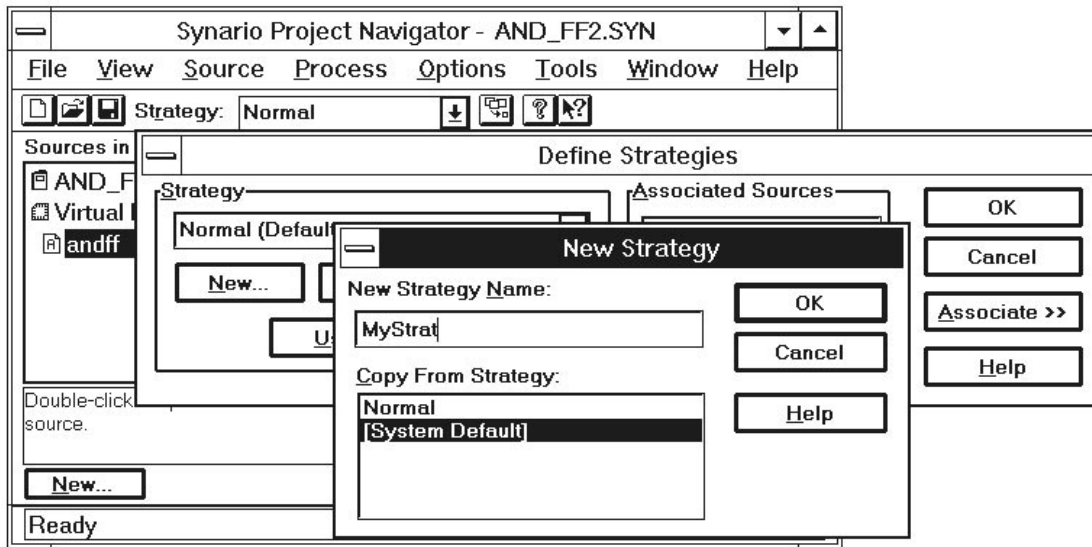 Synario Project Navigator - AND_FF2.SYN
File View Source Process Options Tools Window Help
Strategy: Normal
Sources in
AND_F
Virtual
andff
Double-click
source.
New...
Ready
Define Strategies
Strategy
Normal (Default
New...
Associated Sources
OK
Cancel
Associate >>
Help
New Strategy
New Strategy Name:
MyStrat
Copy From Strategy:
Normal
[System Default]
OK
Cancel
Help